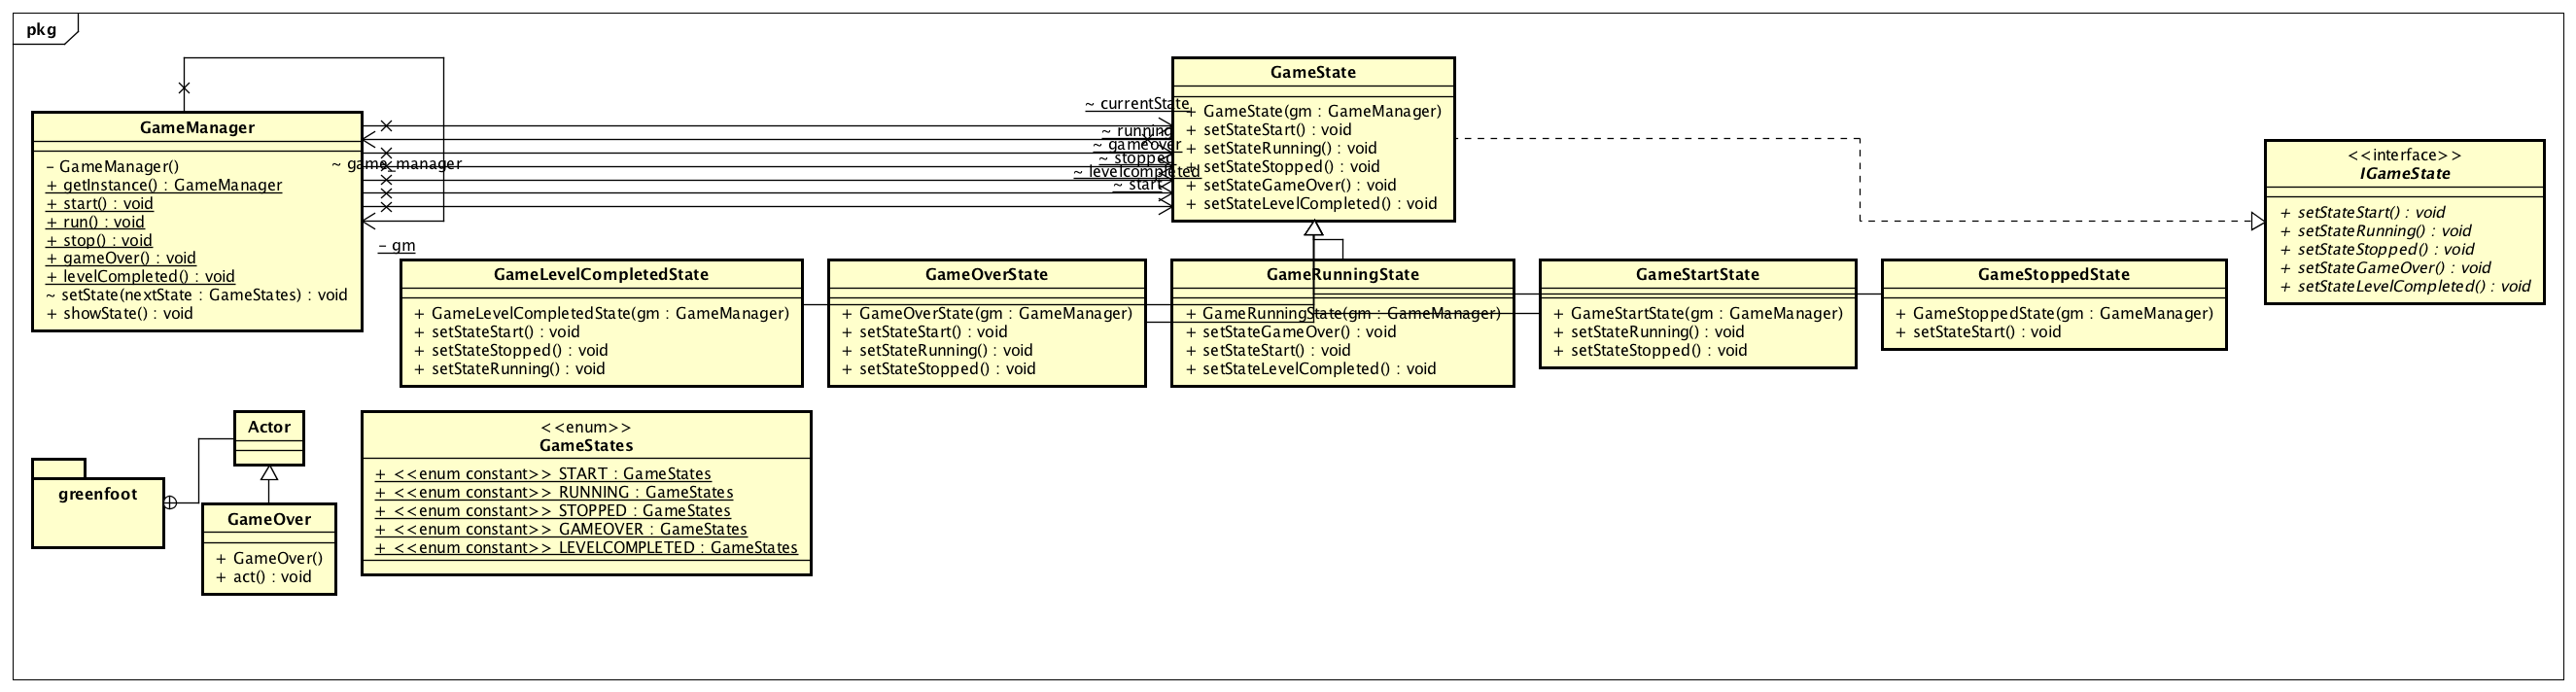 pkg
GameManager
– GameManager()
+ getInstance() : GameManager
+ start() : void
+ run() : void
+ stop() : void
+ gameOver() : void
+ levelCompleted() : void
~ setState(nextState : GameStates) : void
+ showState() : void
~ game_manager
– gm
~ currentState
~ running
~ gameover
~ stopped
~ levelcompleted
~ start
GameState
+ GameState(gm : GameManager)
+ setStateStart() : void
+ setStateRunning() : void
+ setStateStopped() : void
+ setStateGameOver() : void
+ setStateLevelCompleted() : void
<<interface>>
IGameState
+ setStateStart() : void
+ setStateRunning() : void
+ setStateStopped() : void
+ setStateGameOver() : void
+ setStateLevelCompleted() : void
GameLevelCompletedState
+ GameLevelCompletedState(gm : GameManager)
+ setStateStart() : void
+ setStateStopped() : void
+ setStateRunning() : void
GameOverState
+ GameOverState(gm : GameManager)
+ setStateStart() : void
+ setStateRunning() : void
+ setStateStopped() : void
GameRunningState
+ GameRunningState(gm : GameManager)
+ setStateGameOver() : void
+ setStateStart() : void
+ setStateLevelCompleted() : void
GameStartState
+ GameStartState(gm : GameManager)
+ setStateRunning() : void
+ setStateStopped() : void
GameStoppedState
+ GameStoppedState(gm : GameManager)
+ setStateStart() : void
Actor
greenfoot
GameOver
+ GameOver()
+ act() : void
<<enum>>
GameStates
+ <<enum constant>> START : GameStates
+ <<enum constant>> RUNNING : GameStates
+ <<enum constant>> STOPPED : GameStates
+ <<enum constant>> GAMEOVER : GameStates
+ <<enum constant>> LEVELCOMPLETED : GameStates